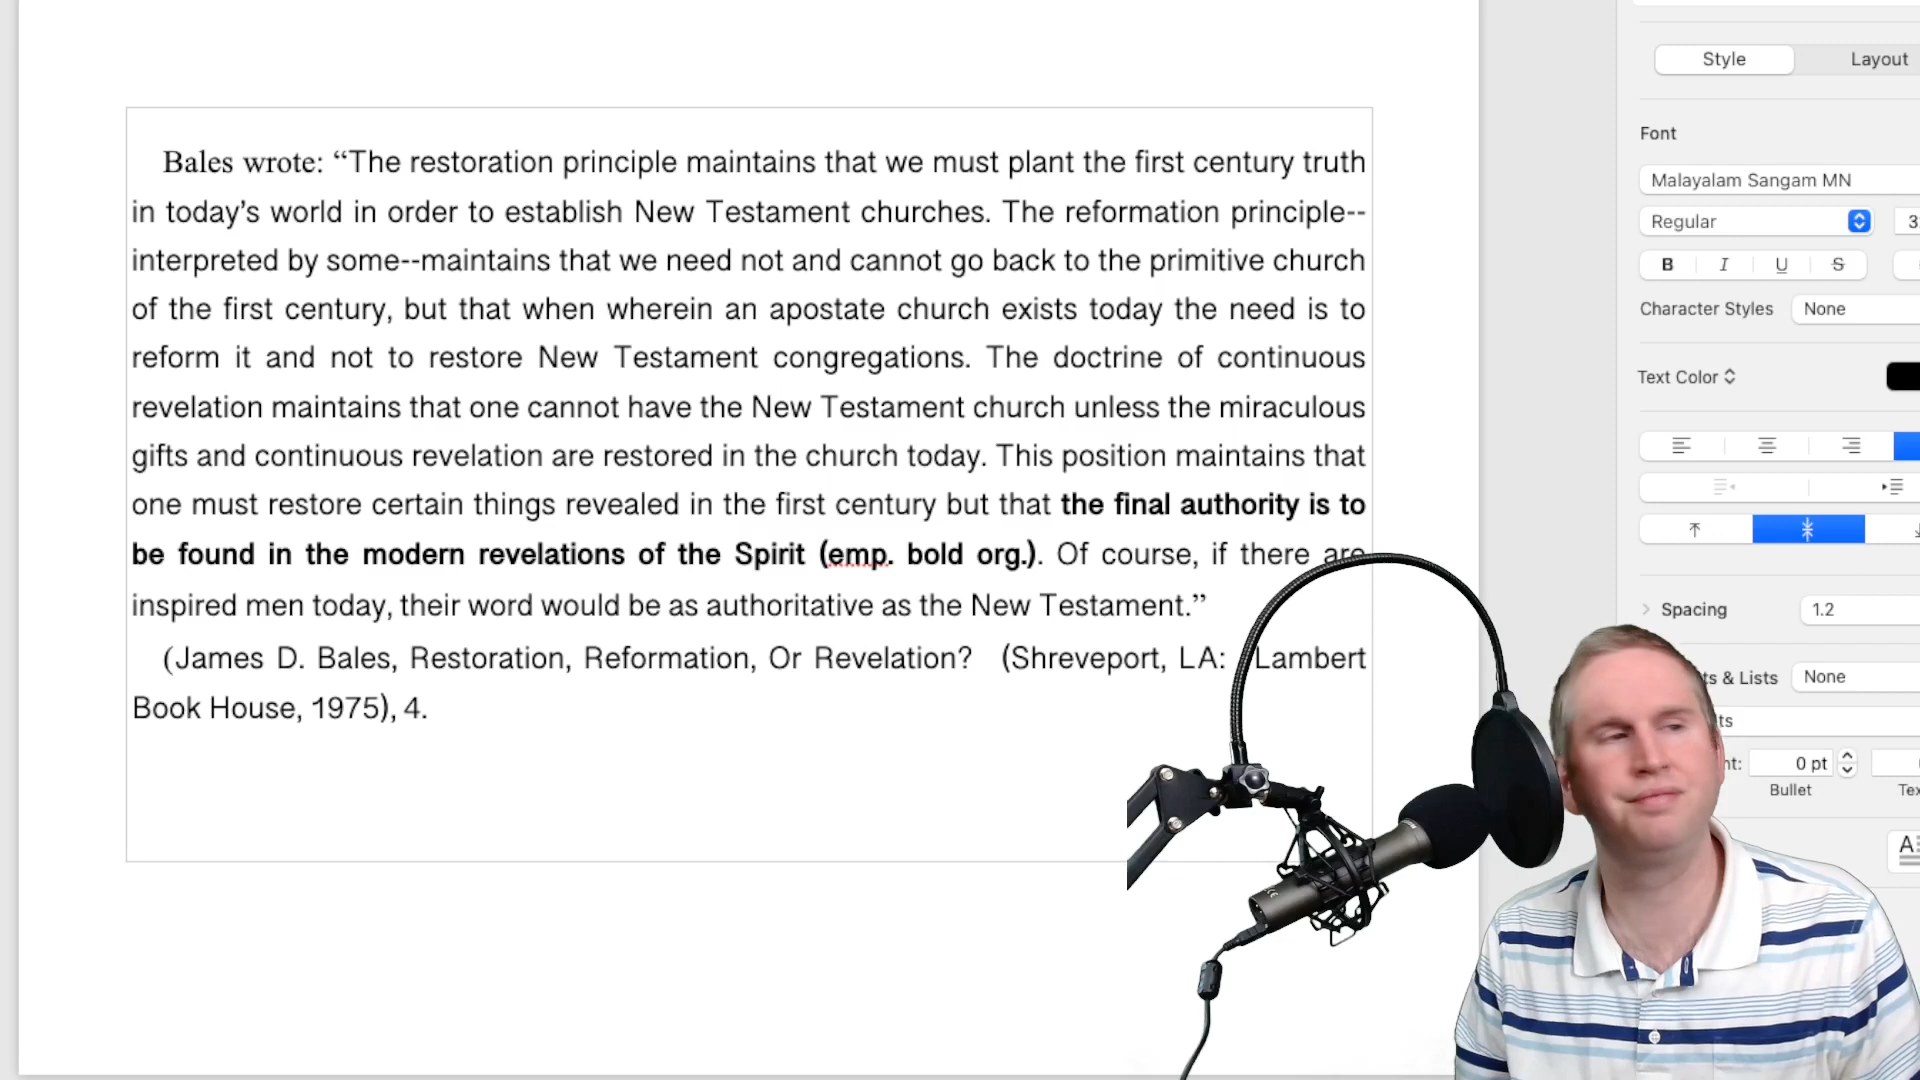 Style Layout
Font
Bales wrote: “The restoration principle maintains that we must plant the first century truth
in today’s world in order to establish New Testament churches. The reformation principle--
interpreted by some--maintains that we need not and cannot go back to the primitive church
of the first century, but that when wherein an apostate church exists today the need is to
reform it and not to restore New Testament congregations. The doctrine of continuous
revelation maintains that one cannot have the New Testament church unless the miraculous
gifts and continuous revelation are restored in the church today. This position maintains that
one must restore certain things revealed in the first century but that the final authority is to
be found in the modern revelations of the Spirit (emp. bold org.). Of course, if there are
inspired men today, their word would be as authoritative as the New Testament.”
(James D. Bales, Restoration, Reformation, Or Revelation? (Shreveport, LA: Lambert
Book House, 1975), 4.
Malayalam Sangam MN
Regular
B I U S
Character Styles None
Text Color
Spacing 1.2
& Lists None
0 pt
Bullet